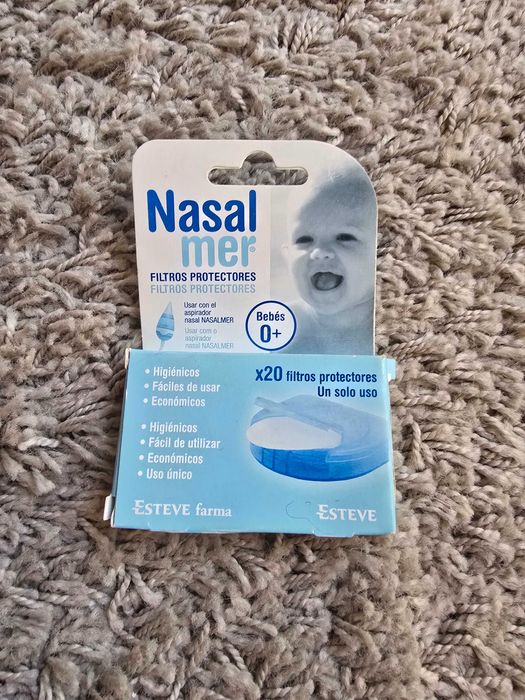 Nasal
mer®
FILTROS PROTECTORES
FILTROS PROTECTORES
Usar con el
aspirador
nasal NASALMER
Usar com o
aspirador
nasal NASALMER
Bebés
0+
• Higiénicos
• Fáciles de usar
• Económicos
• Higiénicos
• Fácil de utilizar
• Económicos
• Uso único
x20 filtros protectores
Un solo uso
ESTEVE farma
ESTEVE